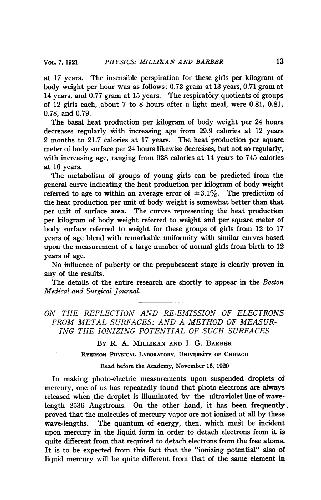 VOL. 7, 1921 PHYSICS: MILLIKAN AND BARBER 13
at 17 years. The insensible perspiration for these girls per kilogram of
body weight per hour was as follows: 0.73 gram at 13 years, 0.71 gram at
14 years, and 0.77 gram at 15 years. The respiratory quotients of groups
of 12 girls each, about 7 to 8 hours after a light meal, were 0.81, 0.81,
0.78, and 0.79.
The basal heat production per kilogram of body weight per 24 hours
decreases regularly with increasing age from 29.9 calories at 12 years
2 months to 21.7 calories at 17 years. The heat production per square
meter of body surface per 24 hours likewise decreases, but not so regularly,
with increasing age, ranging from calories at 14 years to 745 calories
at 16 years.
The metabolism of groups of young girls can be predicted from the
general curve indicating the heat production per kilogram of body weight
referred to age to within an average error of The prediction of
the heat production per unit of body weight is somewhat better than that
per unit of surface area. The curves representing the heat production
per kilogram of body weight referred to weight and per square meter of
body surface referred to weight for these groups of girls from 12 to 17
years of age blend with remarkable uniformity with similar curves based
upon the measurement of a large number of normal girls from birth to 12
years of age.
No influence of puberty or the prepubescent stage is clearly proven in
any of the results.
The details of the entire research are shortly to appear in the Boston
Medical and Surgical Journal.
ON THE REFLECTION AND RE-EMISSION OF ELECTRONS
FROM METAL SURFACES: AND A METHOD OF MEASUR-
ING THE IONIZING POTENTIAL OF SUCH SURFACES
BY R. A. MILLIKAN AND I. G. BARBER
RYERSON PHYSICAL LABORATORY, UNIVERSITY OF CHICAGO
Read before the Academy, November 16, 1920
In making photo-electric measurements upon suspended droplets of
mercury, one of us has repeatedly found that photo-electrons are always
released when the droplet is illuminated by the ultraviolet line of wave-
length 2536 Angstroms. On the other hand, it has been frequently
proved that the molecules of mercury vapor are not ionized at all by these
wave-lengths. The quantum of energy, then, which must be incident
upon mercury in the liquid form in order to detach electrons from it is
quite different from that required to detach electrons from the free atoms.
It is to be expected from this fact that the "ionizing potential" also of
liquid mercury will be quite different from that of the same element in